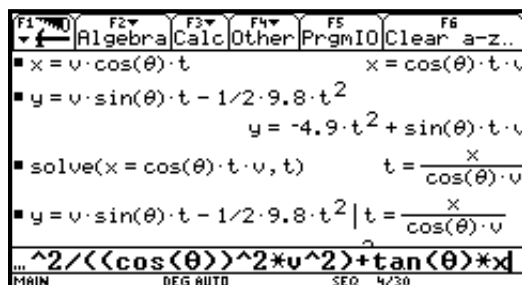 F1 F2 F3 F4 F5 F6
Algebra Calc Other PrgmIO Clear a-z..
x = v·cos(θ)·t x = cos(θ)·t·v
y = v·sin(θ)·t − 1/2·9.8·t²
y = -4.9·t² + sin(θ)·t·v
solve(x = cos(θ)·t·v, t) t = x/(cos(θ)·v)
y = v·sin(θ)·t − 1/2·9.8·t² | t = x/(cos(θ)·v)
…^2/((cos(θ))^2*v^2)+tan(θ)*x
MAIN DEG AUTO SEQ 4/30